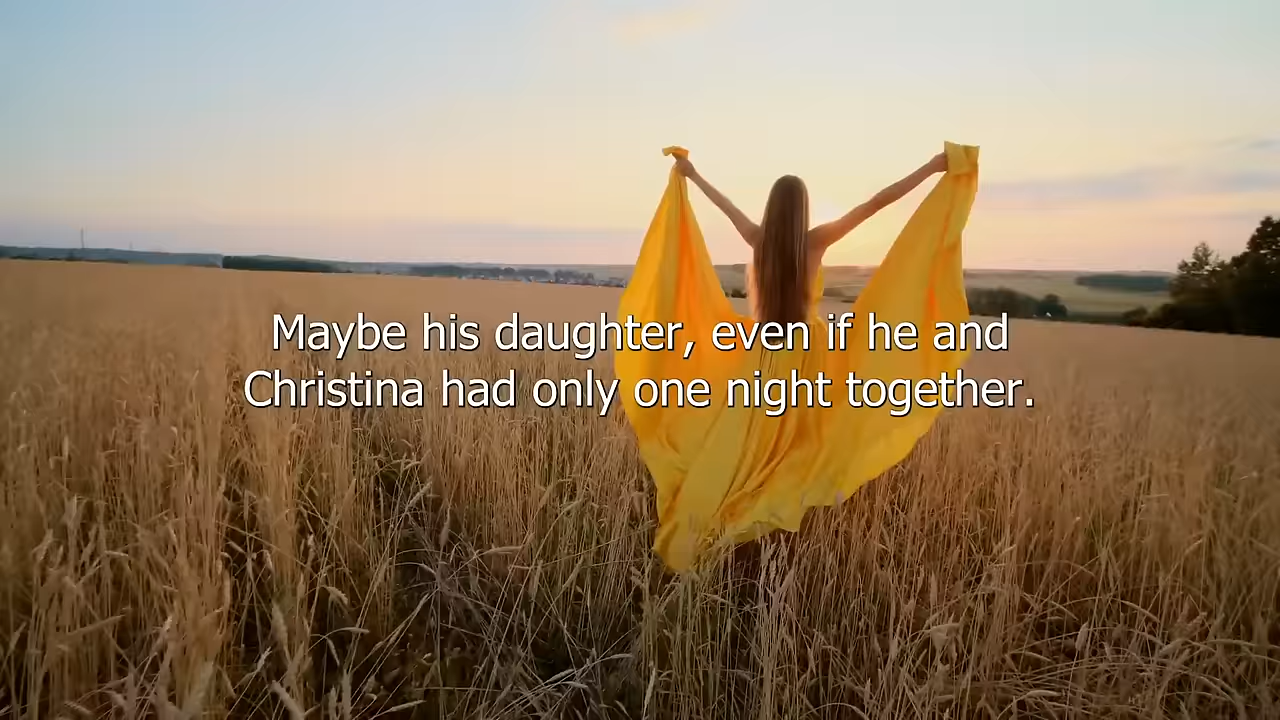 Maybe his daughter, even if he and
Christina had only one night together.